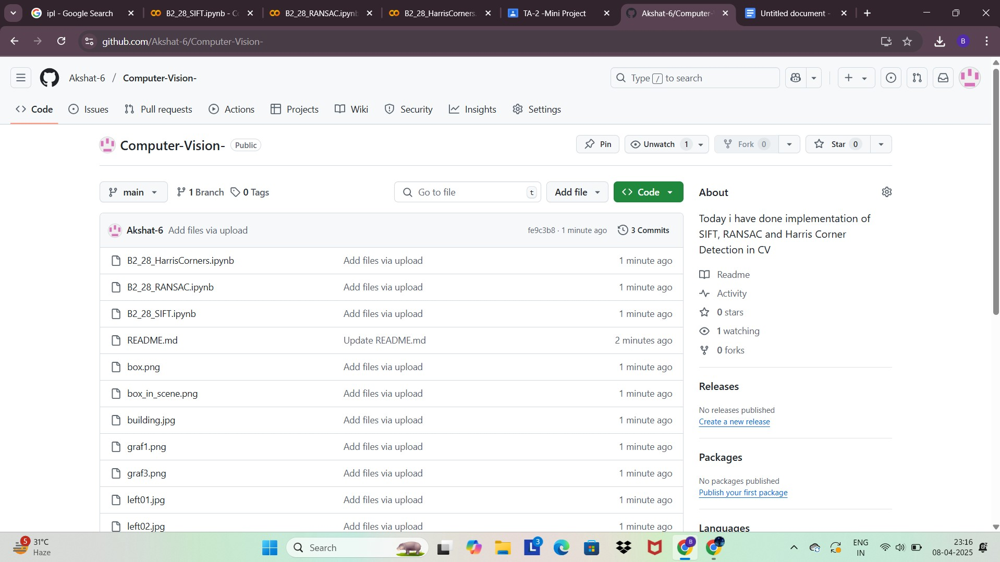 ipl - Google Search
B2_28_SIFT.ipynb - Co
B2_28_RANSAC.ipynb
B2_28_HarrisCorners.
TA-2 -Mini Project
Akshat-6/Computer-
Untitled document -
github.com/Akshat-6/Computer-Vision-
B
Akshat-6 / Computer-Vision-
Type / to search
Code
Issues
Pull requests
Actions
Projects
Wiki
Security
Insights
Settings
Computer-Vision- Public
Pin
Unwatch 1
Fork 0
Star 0
main
1 Branch
0 Tags
Go to file t
Add file
Code
Akshat-6 Add files via upload fe9c3b8 · 1 minute ago 3 Commits
B2_28_HarrisCorners.ipynb Add files via upload 1 minute ago
B2_28_RANSAC.ipynb Add files via upload 1 minute ago
B2_28_SIFT.ipynb Add files via upload 1 minute ago
README.md Update README.md 2 minutes ago
box.png Add files via upload 1 minute ago
box_in_scene.png Add files via upload 1 minute ago
building.jpg Add files via upload 1 minute ago
graf1.png Add files via upload 1 minute ago
graf3.png Add files via upload 1 minute ago
left01.jpg Add files via upload 1 minute ago
left02.jpg Add files via upload 1 minute ago
About
Today i have done implementation of
SIFT, RANSAC and Harris Corner
Detection in CV
Readme
Activity
0 stars
1 watching
0 forks
Releases
No releases published
Create a new release
Packages
No packages published
Publish your first package
Languages
5
31°C
Haze
Search
L 3
B
ENG
IN
23:16
08-04-2025